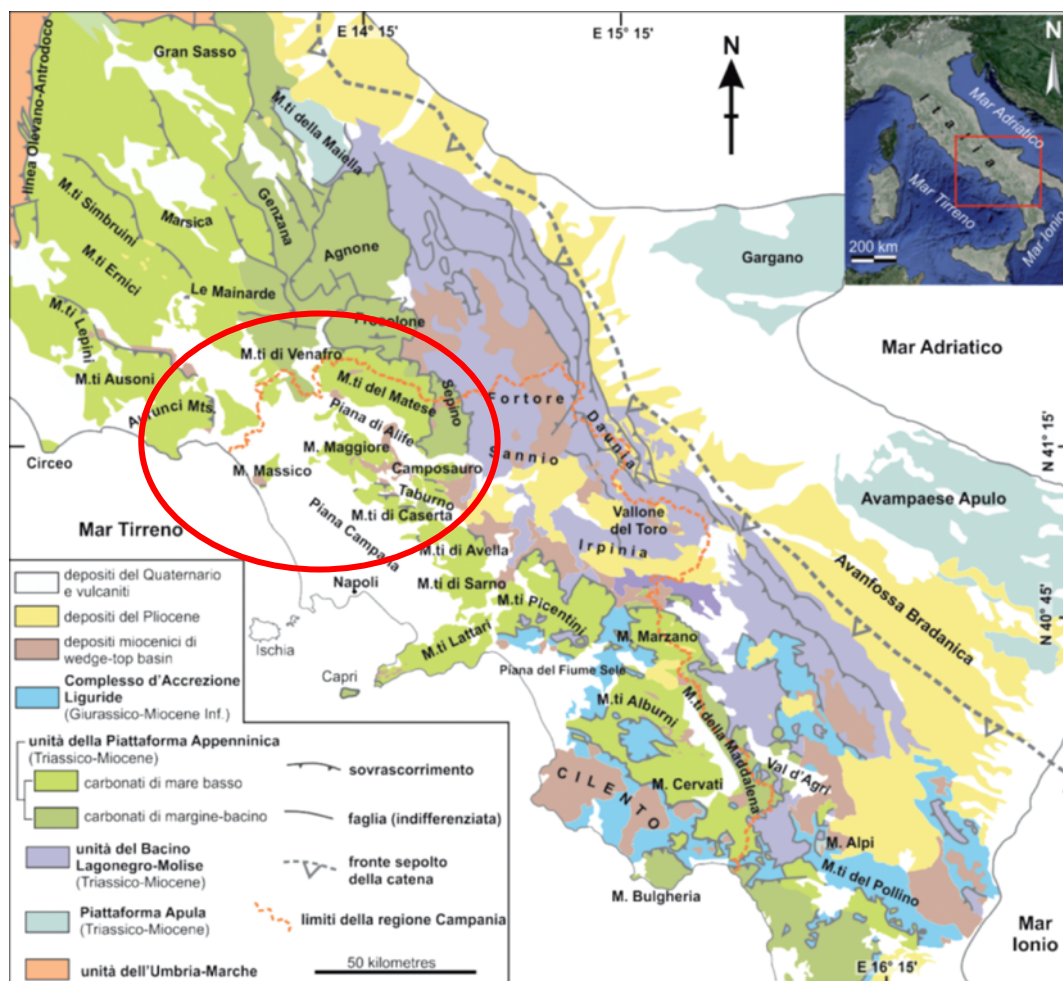 E 14° 15'
E 15° 15'
N
N
Gran Sasso
linea Olevano-Antrodoco
M.ti della Maiella
Italia
Mar Adriatico
Mar Tirreno
Mar Ionio
200 km
M.ti Simbruini
Marsica
Genzana
Agnone
M.ti Ernici
Le Mainarde
Gargano
M.ti Lepini
Frosolone
M.ti di Venafro
Mar Adriatico
M.ti Ausoni
M.ti del Matese
Sepino
Aurunci Mts.
Fortore
Piana di Alife
Daunia
Circeo
M. Maggiore
Sannio
N 41° 15'
M. Massico
Camposauro
Avampaese Apulo
Taburno
M.ti di Caserta
Vallone
del Toro
Mar Tirreno
Piana Campana
M.ti di Avella
Irpinia
Avanfossa Bradanica
Napoli
M.ti di Sarno
N 40° 45'
M.ti Picentini
Ischia
M.ti Lattari
M. Marzano
Capri
Piana del Fiume Sele
M.ti Alburni
M.ti della Maddalena
Val d'Agri
CILENTO
M. Cervati
M. Alpi
M.ti del Pollino
M. Bulgheria
Mar
Ionio
E 16° 15'
depositi del Quaternario
e vulcaniti
depositi del Pliocene
depositi miocenici di
wedge-top basin
Complesso d'Accrezione
Liguride
(Giurassico-Miocene Inf.)
unità della Piattaforma Appenninica
(Triassico-Miocene)
carbonati di mare basso
carbonati di margine-bacino
unità del Bacino
Lagonegro-Molise
(Triassico-Miocene)
Piattaforma Apula
(Triassico-Miocene)
unità dell'Umbria-Marche
sovrascorrimento
faglia (indifferenziata)
fronte sepolto
della catena
limiti della regione Campania
50 kilometres